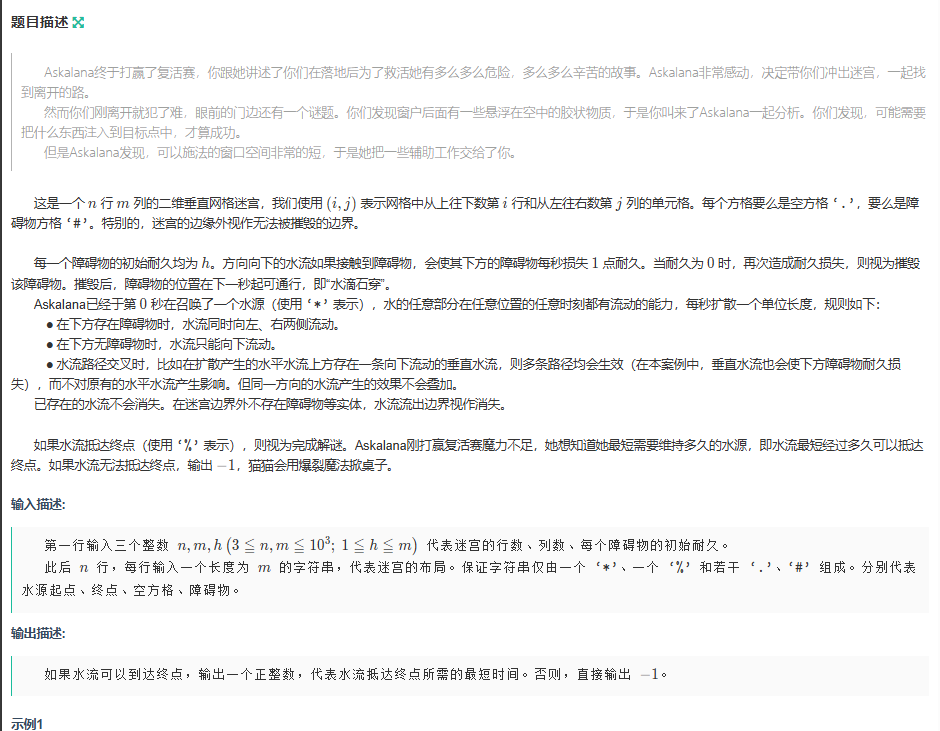 题目描述
Askalana终于打赢了复活赛，你跟她讲述了你们在落地后为了救活她有多么多么危险，多么多么辛苦的故事。Askalana非常感动，决定带你们冲出迷宫，一起找
到离开的路。
然而你们刚离开就犯了难，眼前的门边还有一个谜题。你们发现窗户后面有一些悬浮在空中的胶状物质，于是你叫来了Askalana一起分析。你们发现，可能需要
把什么东西注入到目标点中，才算成功。
但是Askalana发现，可以施法的窗口空间非常的短，于是她把一些辅助工作交给了你。
这是一个 n 行 m 列的二维垂直网格迷宫，我们使用 (i, j) 表示网格中从上往下数第 i 行和从左往右数第 j 列的单元格。每个方格要么是空方格 ‘.’，要么是障
碍物方格 ‘#’。特别的，迷宫的边缘外视作无法被摧毁的边界。
每一个障碍物的初始耐久均为 h。方向向下的水流如果接触到障碍物，会使其下方的障碍物每秒损失 1 点耐久。当耐久为 0 时，再次造成耐久损失，则视为摧毁
该障碍物。摧毁后，障碍物的位置在下一秒起可通行，即“水滴石穿”。
Askalana已经于第 0 秒在召唤了一个水源（使用 ‘*’ 表示），水的任意部分在任意位置的任意时刻都有流动的能力，每秒扩散一个单位长度，规则如下：
● 在下方存在障碍物时，水流同时向左、右两侧流动。
● 在下方无障碍物时，水流只能向下流动。
● 水流路径交叉时，比如在扩散产生的水平水流上方存在一条向下流动的垂直水流，则多条路径均会生效（在本案例中，垂直水流也会使下方障碍物耐久损
失），而不对原有的水平水流产生影响。但同一方向的水流产生的效果不会叠加。
已存在的水流不会消失。在迷宫边界外不存在障碍物等实体，水流流出边界视作消失。
如果水流抵达终点（使用 ‘%’ 表示），则视为完成解谜。Askalana刚打赢复活赛魔力不足，她想知道她最短需要维持多久的水源，即水流最短经过多久可以抵达
终点。如果水流无法抵达终点，输出 −1，猫猫会用爆裂魔法掀桌子。
输入描述:
第一行输入三个整数 n, m, h (3 ≦ n, m ≦ 10³; 1 ≦ h ≦ m) 代表迷宫的行数、列数、每个障碍物的初始耐久。
此后 n 行，每行输入一个长度为 m 的字符串，代表迷宫的布局。保证字符串仅由一个 ‘*’、一个 ‘%’ 和若干 ‘.’、‘#’ 组成。分别代表
水源起点、终点、空方格、障碍物。
输出描述:
如果水流可以到达终点，输出一个正整数，代表水流抵达终点所需的最短时间。否则，直接输出 −1。
示例1